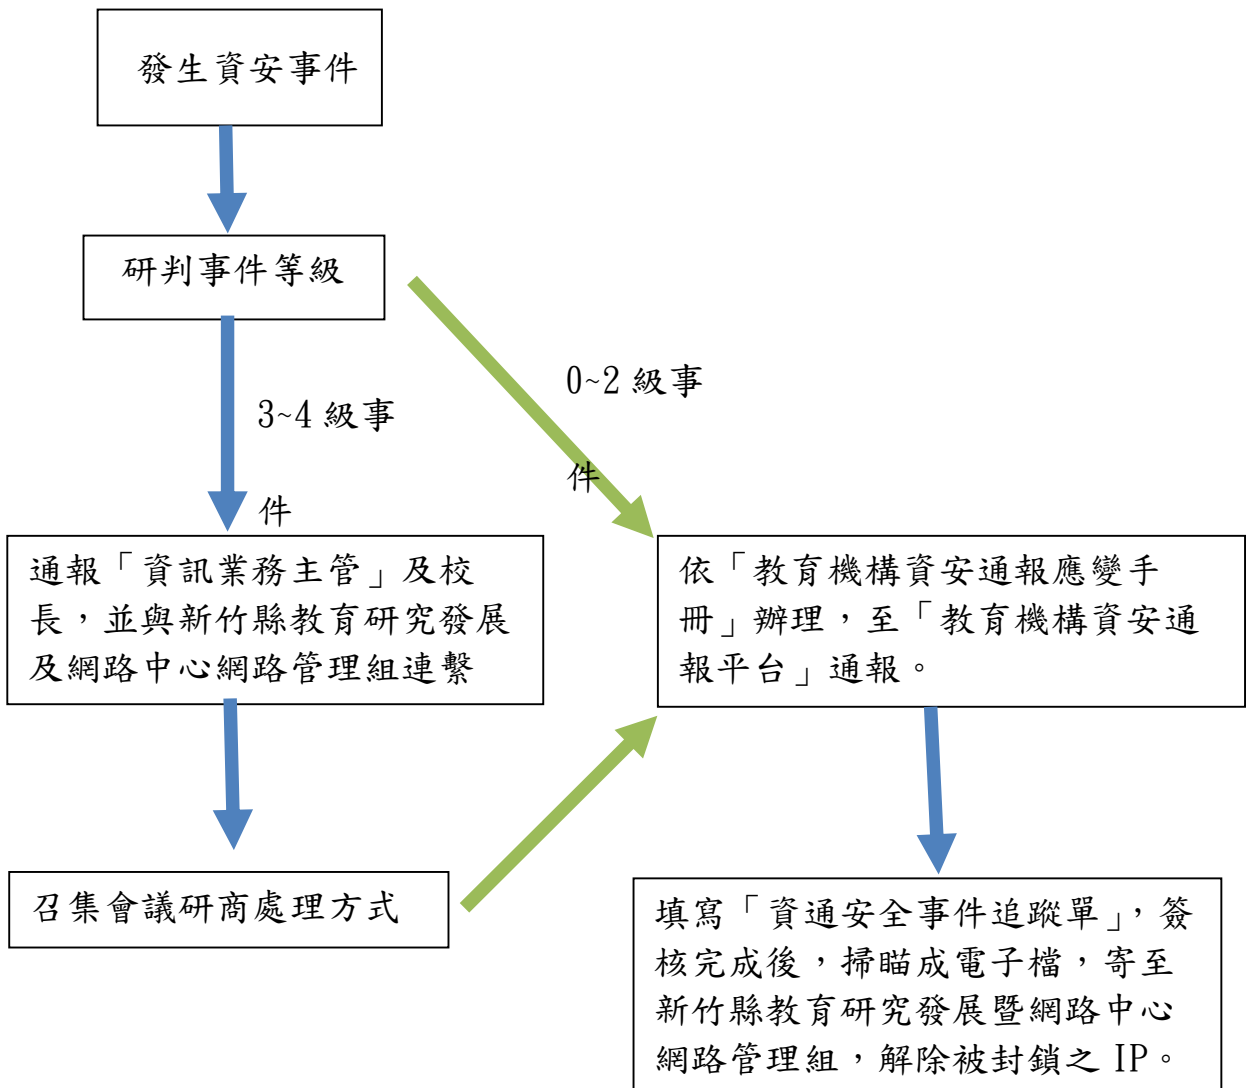 發生資安事件
研判事件等級
0~2 級事
件
3~4 級事
件
通報「資訊業務主管」及校
長，並與新竹縣教育研究發展
及網路中心網路管理組連繫
依「教育機構資安通報應變手
冊」辦理，至「教育機構資安通
報平台」通報。
召集會議研商處理方式
填寫「資通安全事件追蹤單」，簽
核完成後，掃瞄成電子檔，寄至
新竹縣教育研究發展暨網路中心
網路管理組，解除被封鎖之 IP。